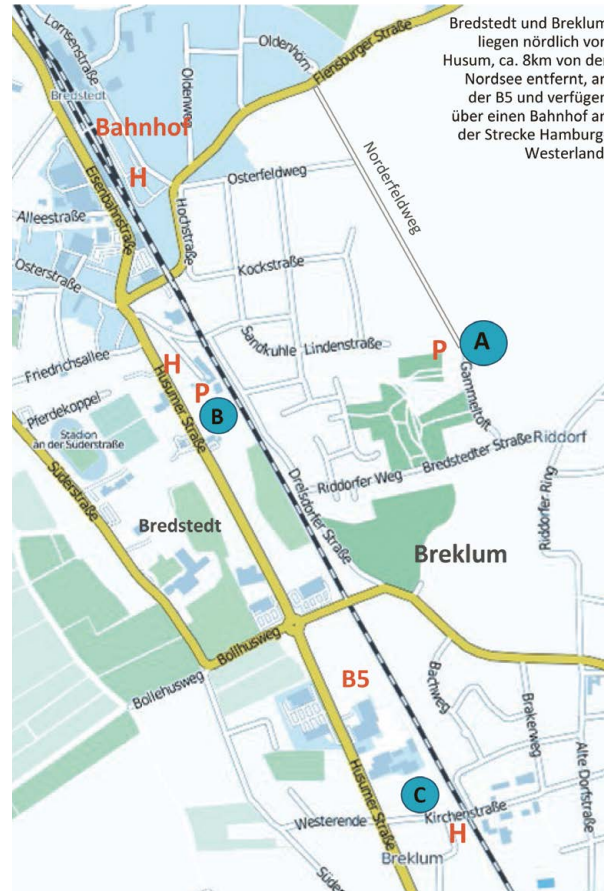 Bredstedt und Breklum
liegen nördlich von
Husum, ca. 8km von der
Nordsee entfernt, an
der B5 und verfügen
über einen Bahnhof an
der Strecke Hamburg
Westerland
Lornsenstraße
Oldenhörn
Flensburger Straße
Oldenweg
Bredstedt
Bahnhof
H
Norderfeldweg
Osterfeldweg
Eisenbahnstraße
Hochstraße
Alleestraße
Kockstraße
Osterstraße
Sandkuhle
Lindenstraße
P
A
Friedrichsallee
H
Gammeltoft
P
B
Husumer Straße
Pferdekoppel
Stadion
an der Süderstraße
Bredstedter Straße
Riddorf
Riddorfer Weg
Süderstraße
Drelsdorfer Straße
Riddorfer Ring
Bredstedt
Breklum
Bollhusweg
Bollehusweg
B5
Bachweg
Brakerweg
Alte Dorfstraße
Husumer Straße
C
Westerende
Kirchenstraße
H
Breklum